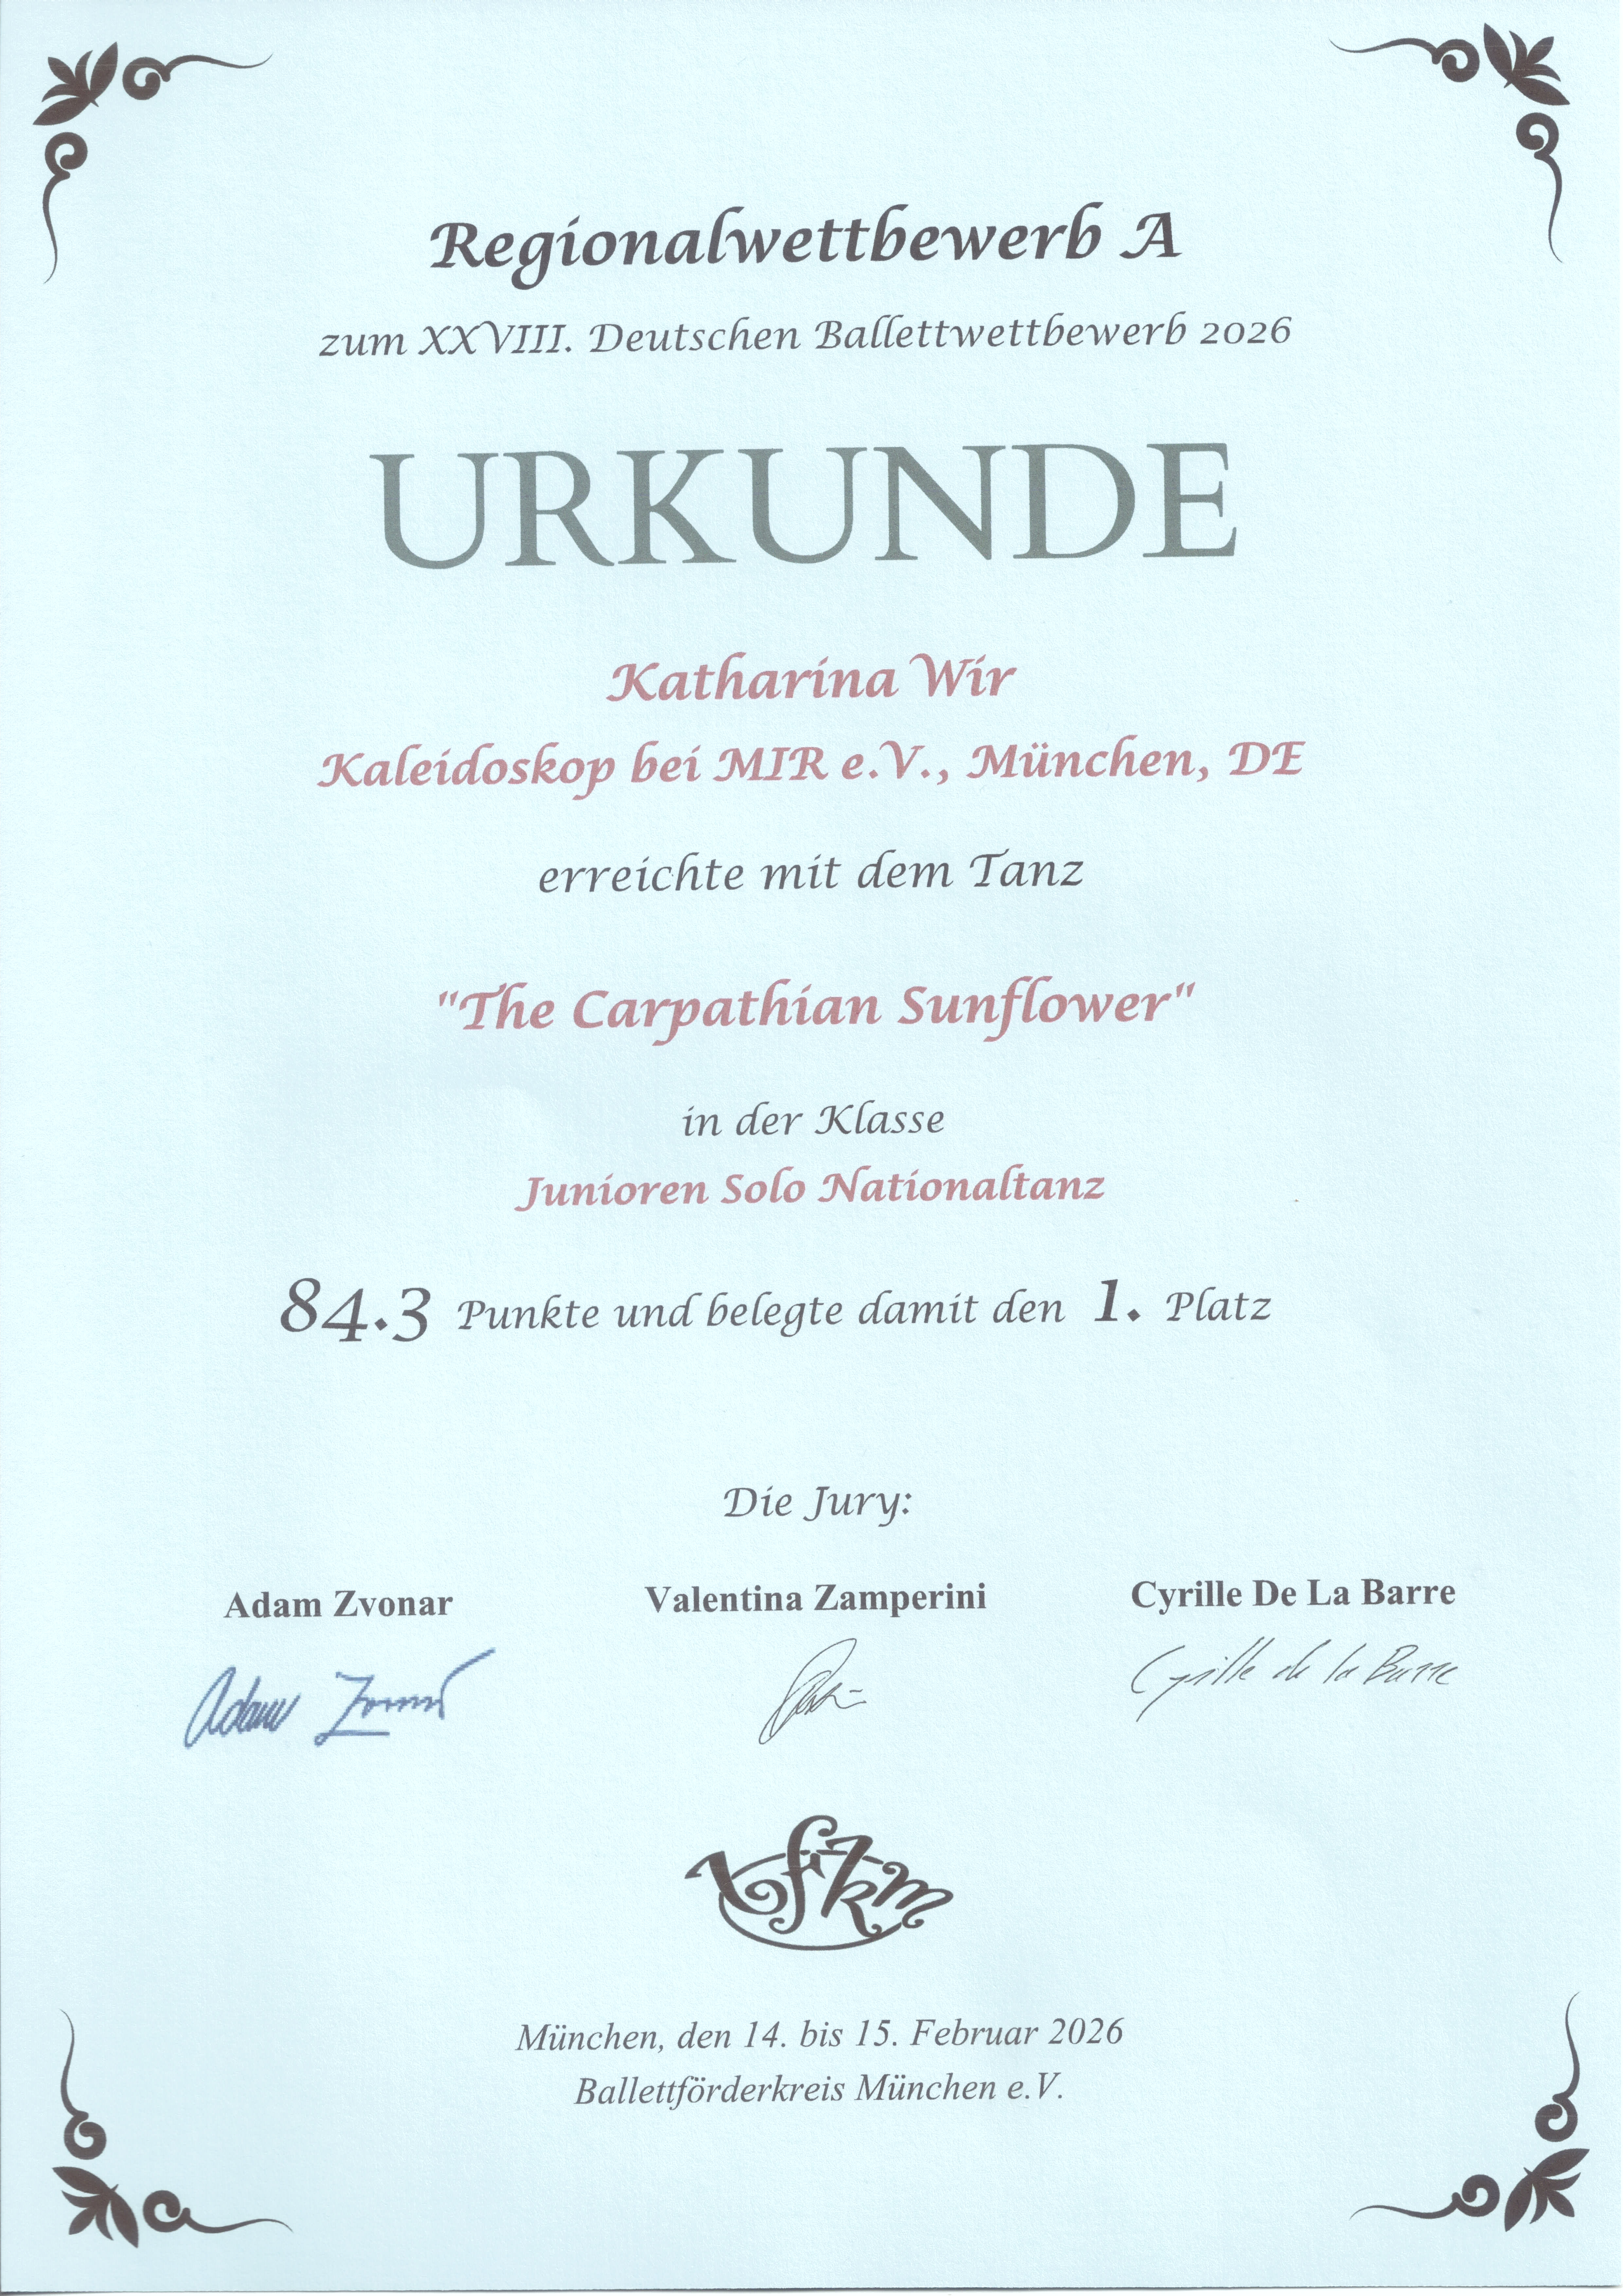 Regionalwettbewerb A
zum XXVIII. Deutschen Ballettwettbewerb 2026
URKUNDE
Katharina Wir
Kaleidoskop bei MIR e.V., München, DE
erreichte mit dem Tanz
"The Carpathian Sunflower"
in der Klasse
Junioren Solo Nationaltanz
84.3 Punkte und belegte damit den 1. Platz
Die Jury:
Adam Zvonar Valentina Zamperini Cyrille De La Barre
Adam Zvonar Cyrille de la Barre
bfkm
München, den 14. bis 15. Februar 2026
Ballettförderkreis München e.V.